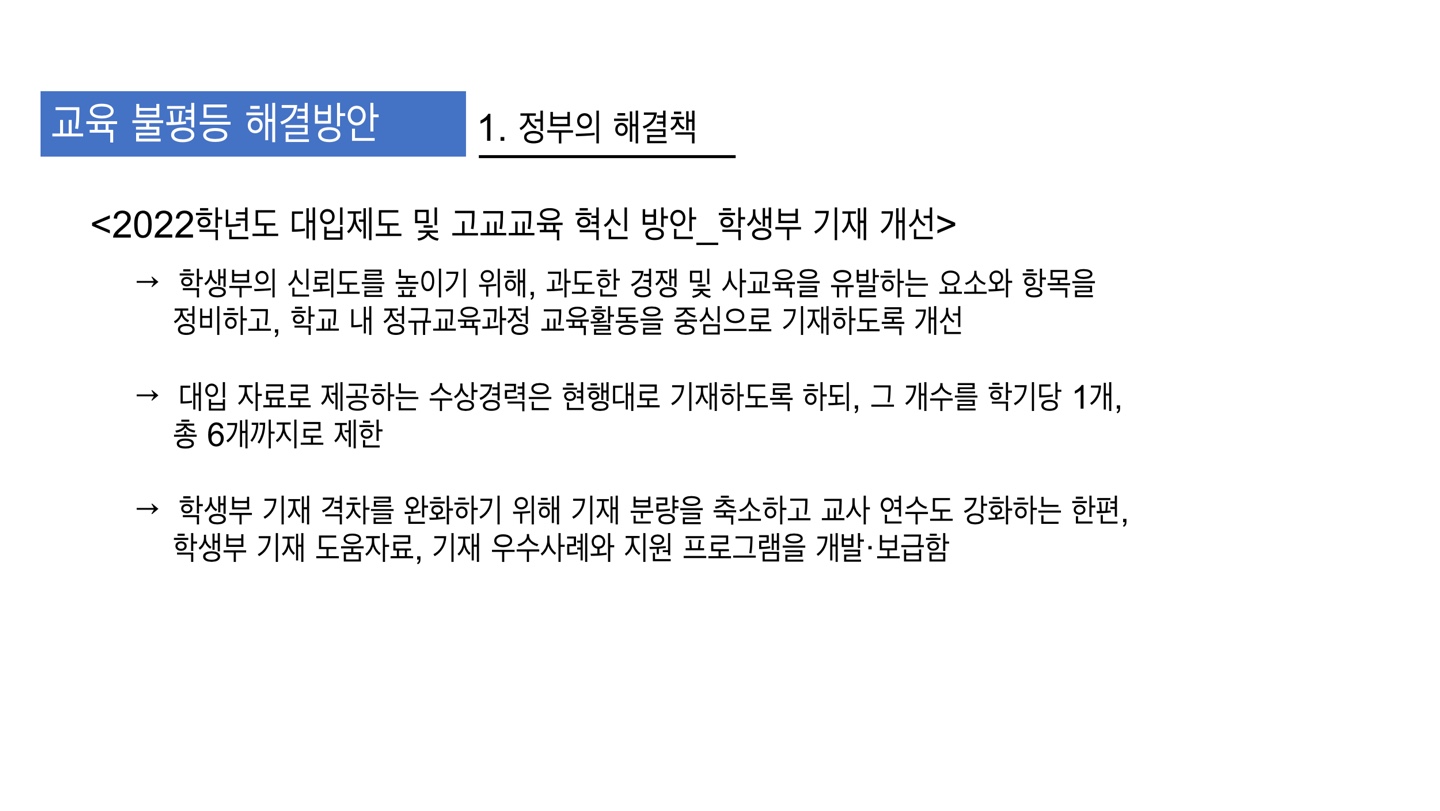 교육 불평등 해결방안
1. 정부의 해결책
<2022학년도 대입제도 및 고교교육 혁신 방안_학생부 기재 개선>
→ 학생부의 신뢰도를 높이기 위해, 과도한 경쟁 및 사교육을 유발하는 요소와 항목을
정비하고, 학교 내 정규교육과정 교육활동을 중심으로 기재하도록 개선
→ 대입 자료로 제공하는 수상경력은 현행대로 기재하도록 하되, 그 개수를 학기당 1개,
총 6개까지로 제한
→ 학생부 기재 격차를 완화하기 위해 기재 분량을 축소하고 교사 연수도 강화하는 한편,
학생부 기재 도움자료, 기재 우수사례와 지원 프로그램을 개발·보급함